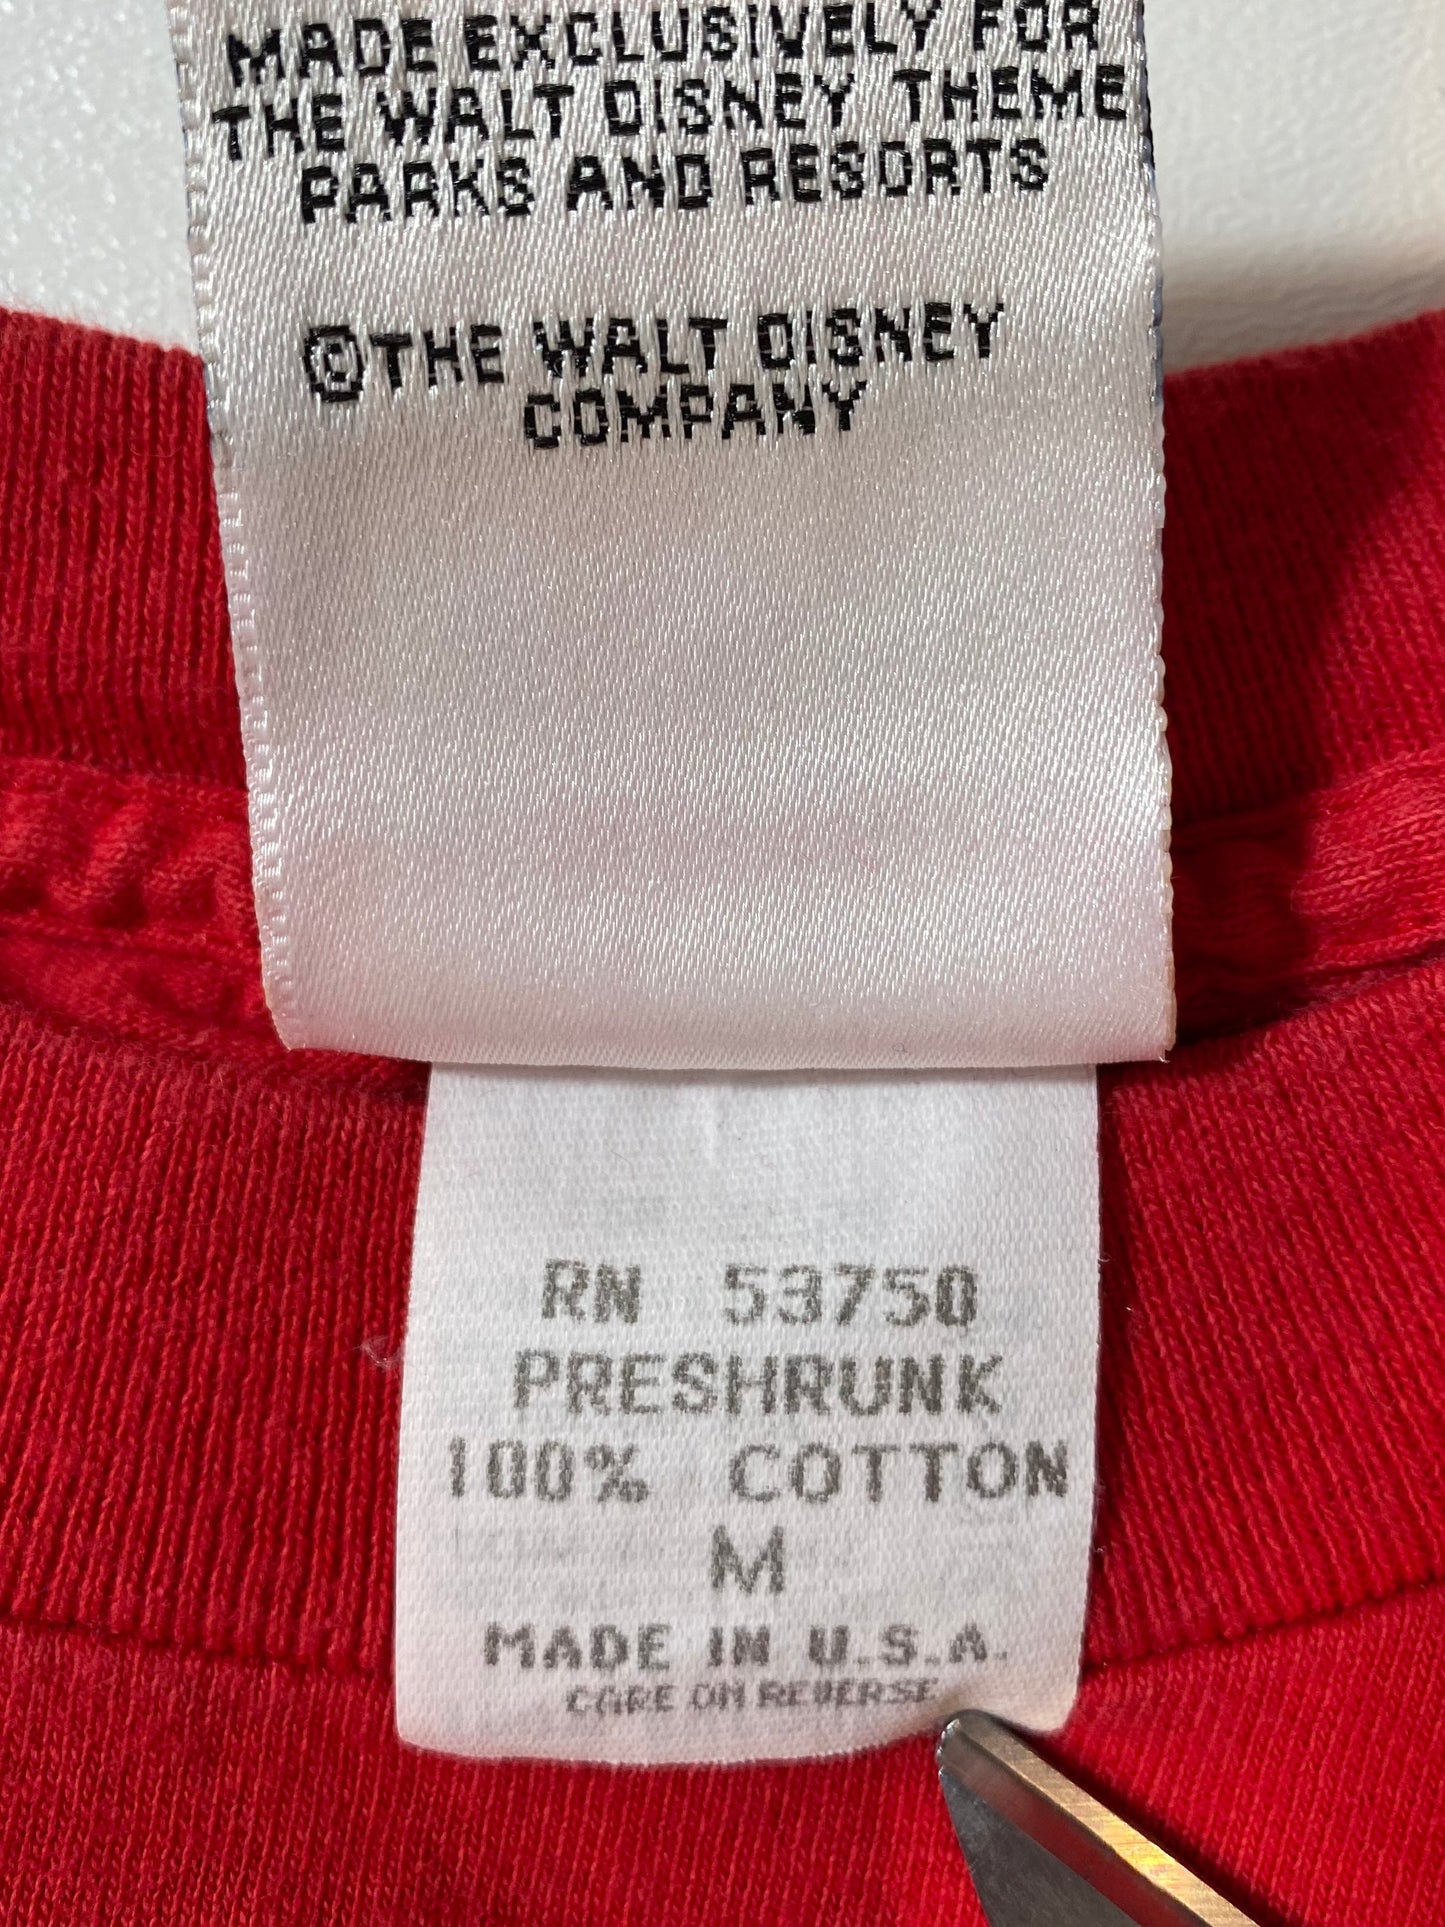 MADE EXCLUSIVELY FOR
THE WALT DISNEY THEME
PARKS AND RESORTS
©THE WALT DISNEY
COMPANY
RN 53750
PRESHRUNK
100% COTTON
M
MADE IN U.S.A.
CARE ON REVERSE